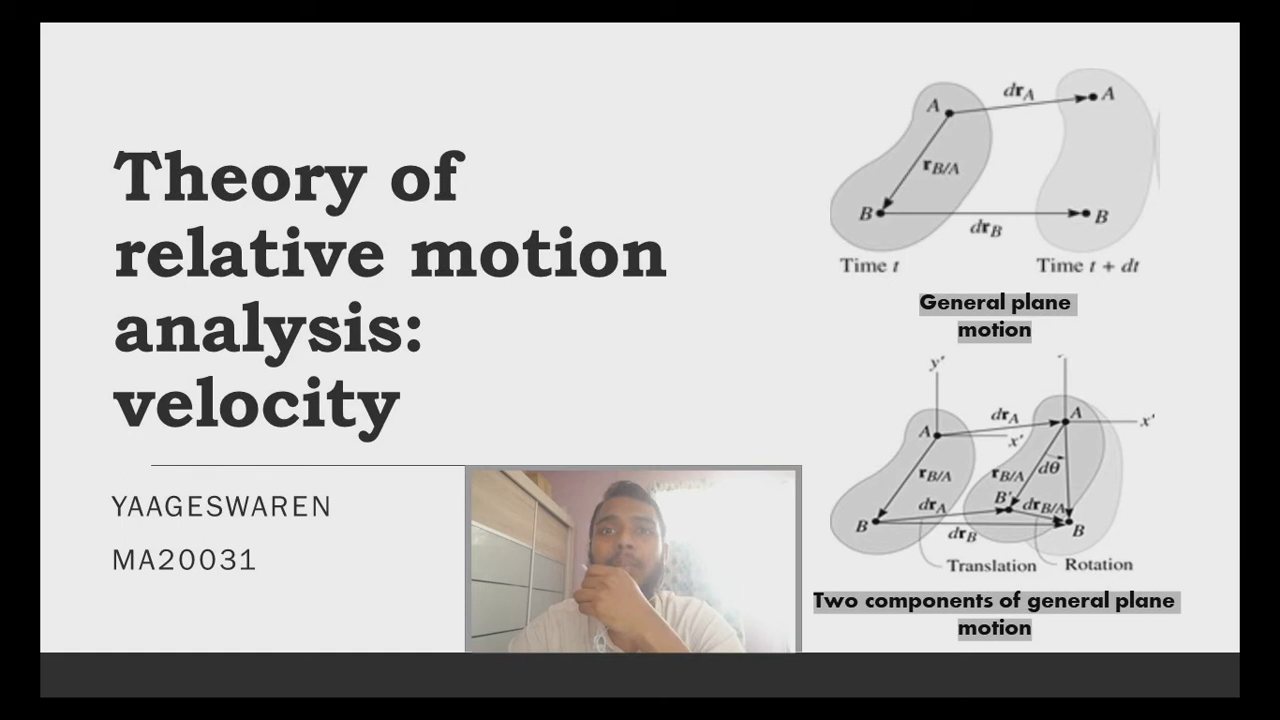 Theory of
relative motion
analysis:
velocity
YAAGESWAREN
MA20031
A
drA
A
rB/A
B
drB
B
Time t
Time t + dt
General plane
motion
y′
A
drA
A
x′
x′
rB/A
rB/A
dθ
B′
drA
drB/A
B
drB
B
Translation
Rotation
Two components of general plane
motion